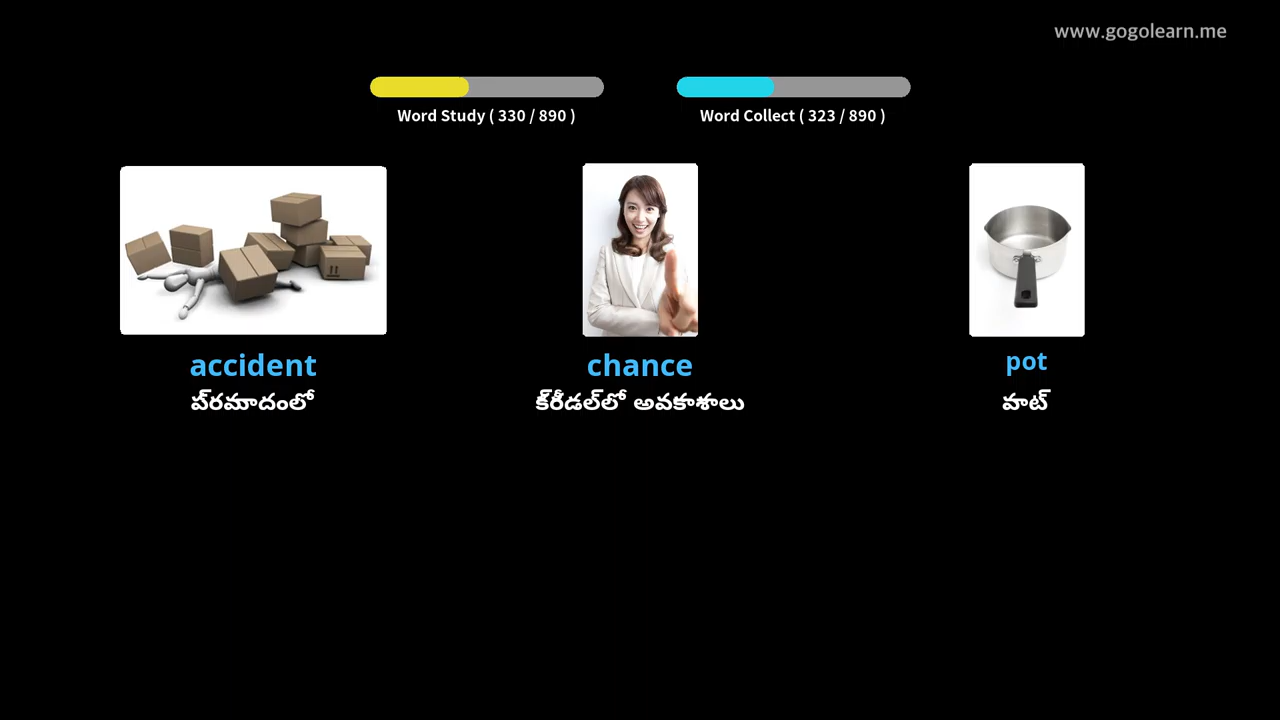 www.gogolearn.me
Word Study ( 330 / 890 )
Word Collect ( 323 / 890 )
accident
chance
pot
ప్‌రమాదంలో
క్‌రీడల్‌లో అవకాశాలు
పాట్